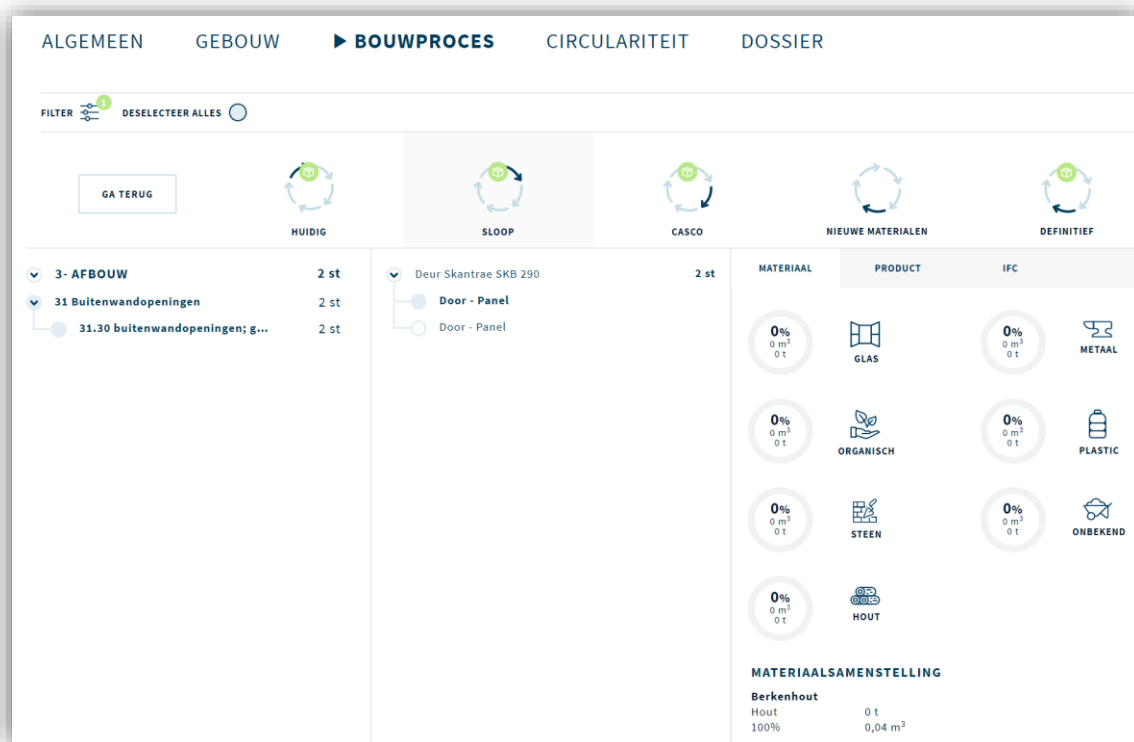 ALGEMEEN GEBOUW BOUWPROCES CIRCULARITEIT DOSSIER
FILTER 1 DESELECTEER ALLES
GA TERUG
HUIDIG SLOOP CASCO NIEUWE MATERIALEN DEFINITIEF
3- AFBOUW 2 st
31 Buitenwandopeningen 2 st
31.30 buitenwandopeningen; g... 2 st
Deur Skantrae SKB 290 2 st
Door - Panel
Door - Panel
MATERIAAL PRODUCT IFC
0%
0 m³
0 t
GLAS
0%
0 m³
0 t
METAAL
0%
0 m³
0 t
ORGANISCH
0%
0 m³
0 t
PLASTIC
0%
0 m³
0 t
STEEN
0%
0 m³
0 t
ONBEKEND
0%
0 m³
0 t
HOUT
MATERIAALSAMENSTELLING
Berkenhout
Hout 0 t
100% 0,04 m³